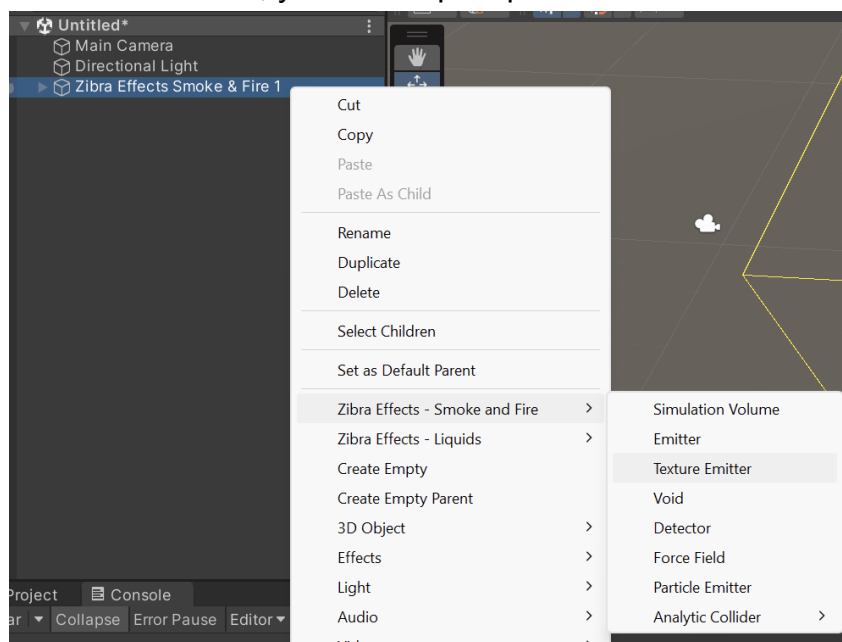 Untitled*
Main Camera
Directional Light
Zibra Effects Smoke & Fire 1
Cut
Copy
Paste
Paste As Child
Rename
Duplicate
Delete
Select Children
Set as Default Parent
Zibra Effects - Smoke and Fire
Zibra Effects - Liquids
Create Empty
Create Empty Parent
3D Object
Effects
Light
Audio
Simulation Volume
Emitter
Texture Emitter
Void
Detector
Force Field
Particle Emitter
Analytic Collider
Project Console
Collapse Error Pause Editor